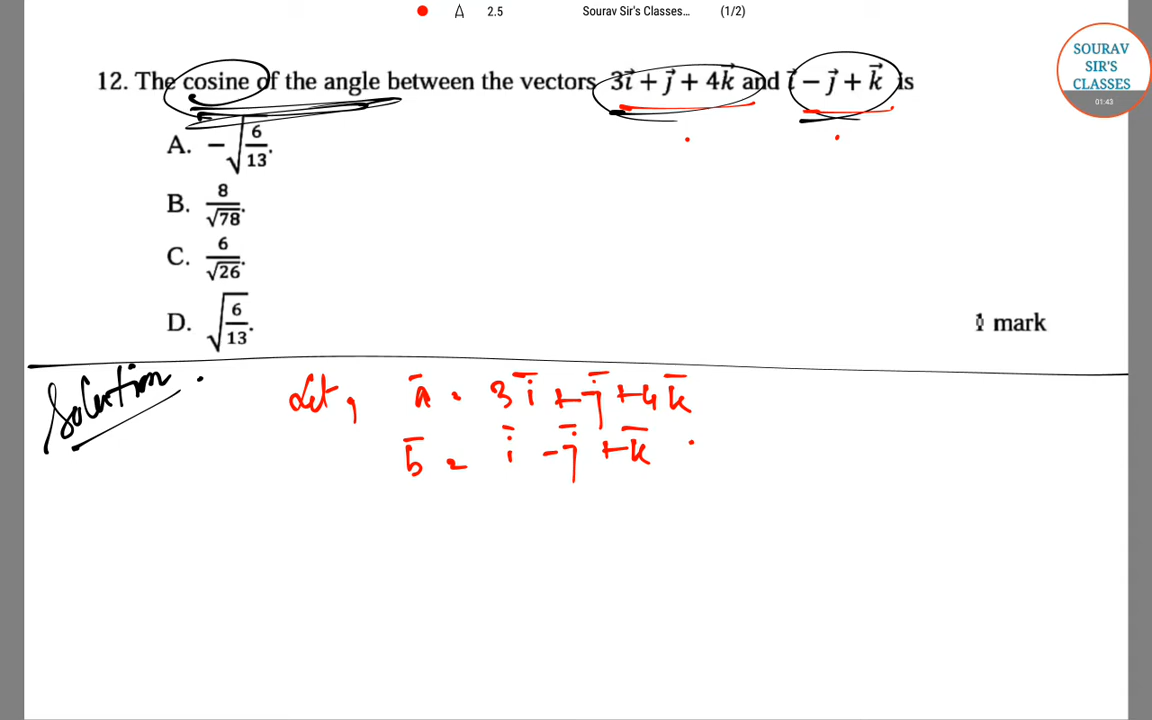 2.5 Sourav Sir's Classes... (1/2)
SOURAV
SIR'S
CLASSES
01:43
12. The cosine of the angle between the vectors 3i⃗ + j⃗ + 4k⃗ and i⃗ − j⃗ + k⃗ is
A. −√(6/13).
B. 8/√78.
C. 6/√26.
D. √(6/13).
mark
Solution.
Let, a̅ = 3i̅ + j̅ + 4k̅
b̅ = i̅ − j̅ + k̅.